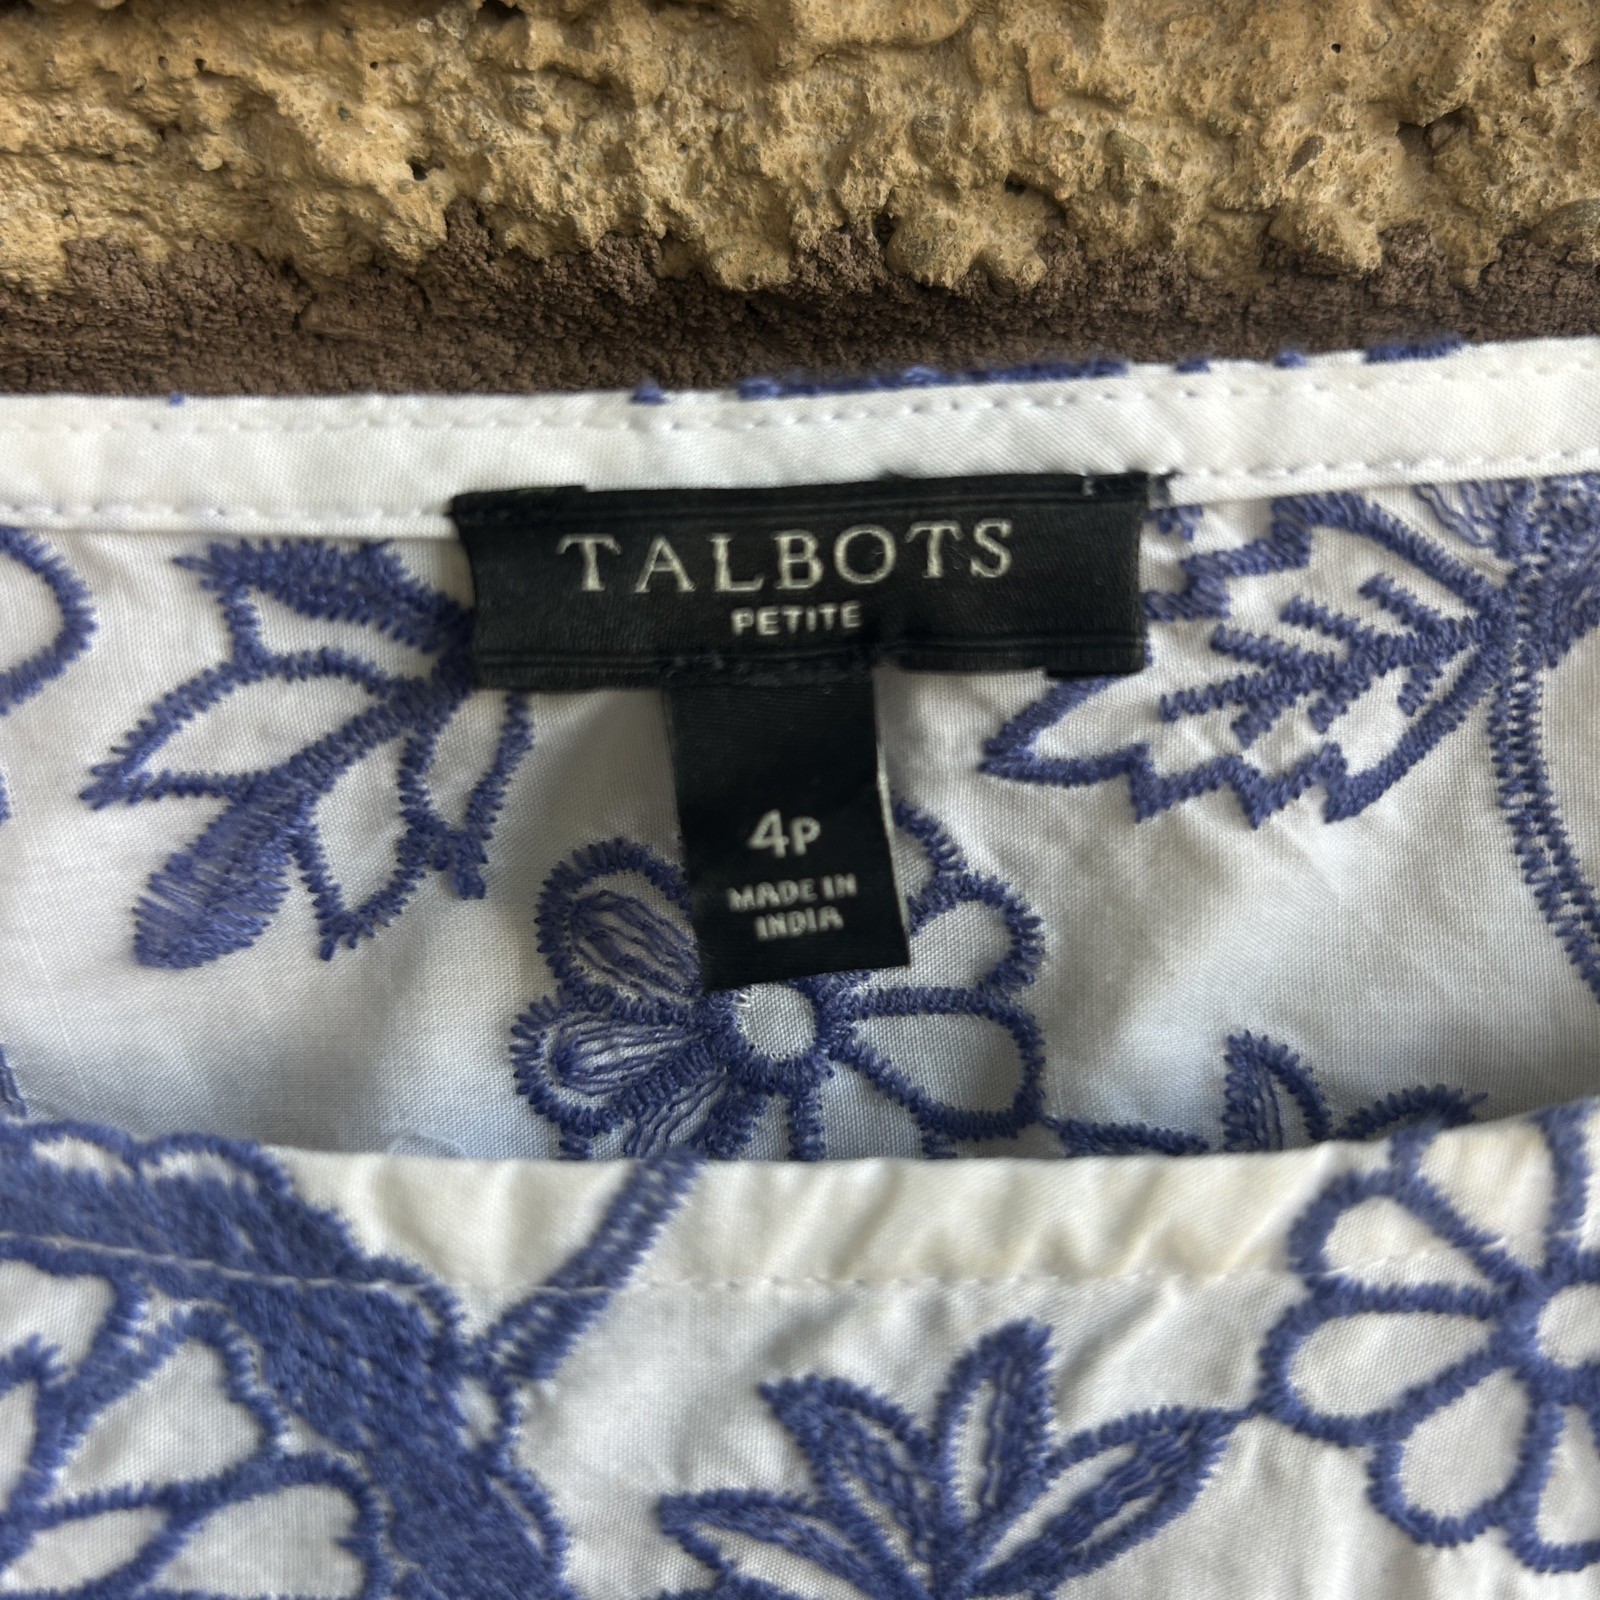 TALBOTS
PETITE
4P
MADE IN
INDIA